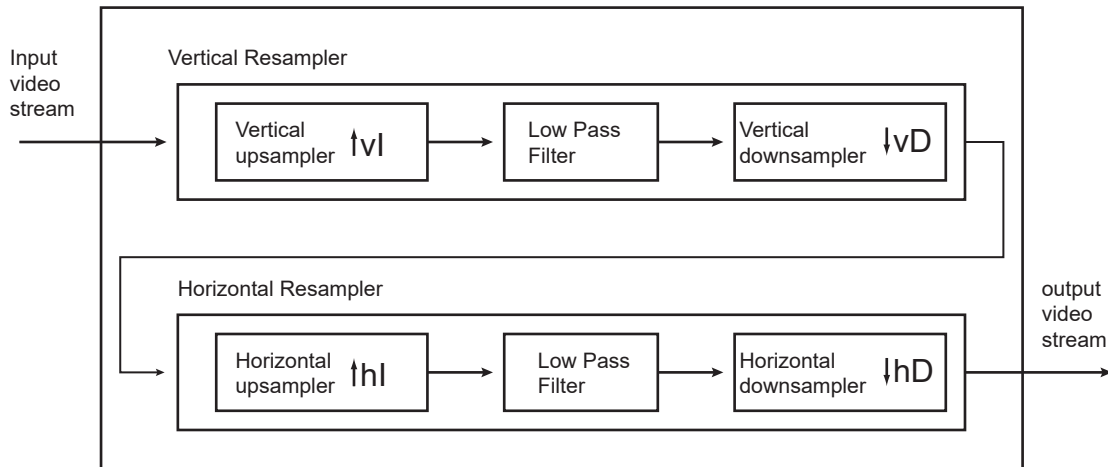 Input
video
stream
Vertical Resampler
Vertical
upsampler
↑vI
Low Pass
Filter
Vertical
downsampler
↓vD
Horizontal Resampler
Horizontal
upsampler
↑hI
Low Pass
Filter
Horizontal
downsampler
↓hD
output
video
stream